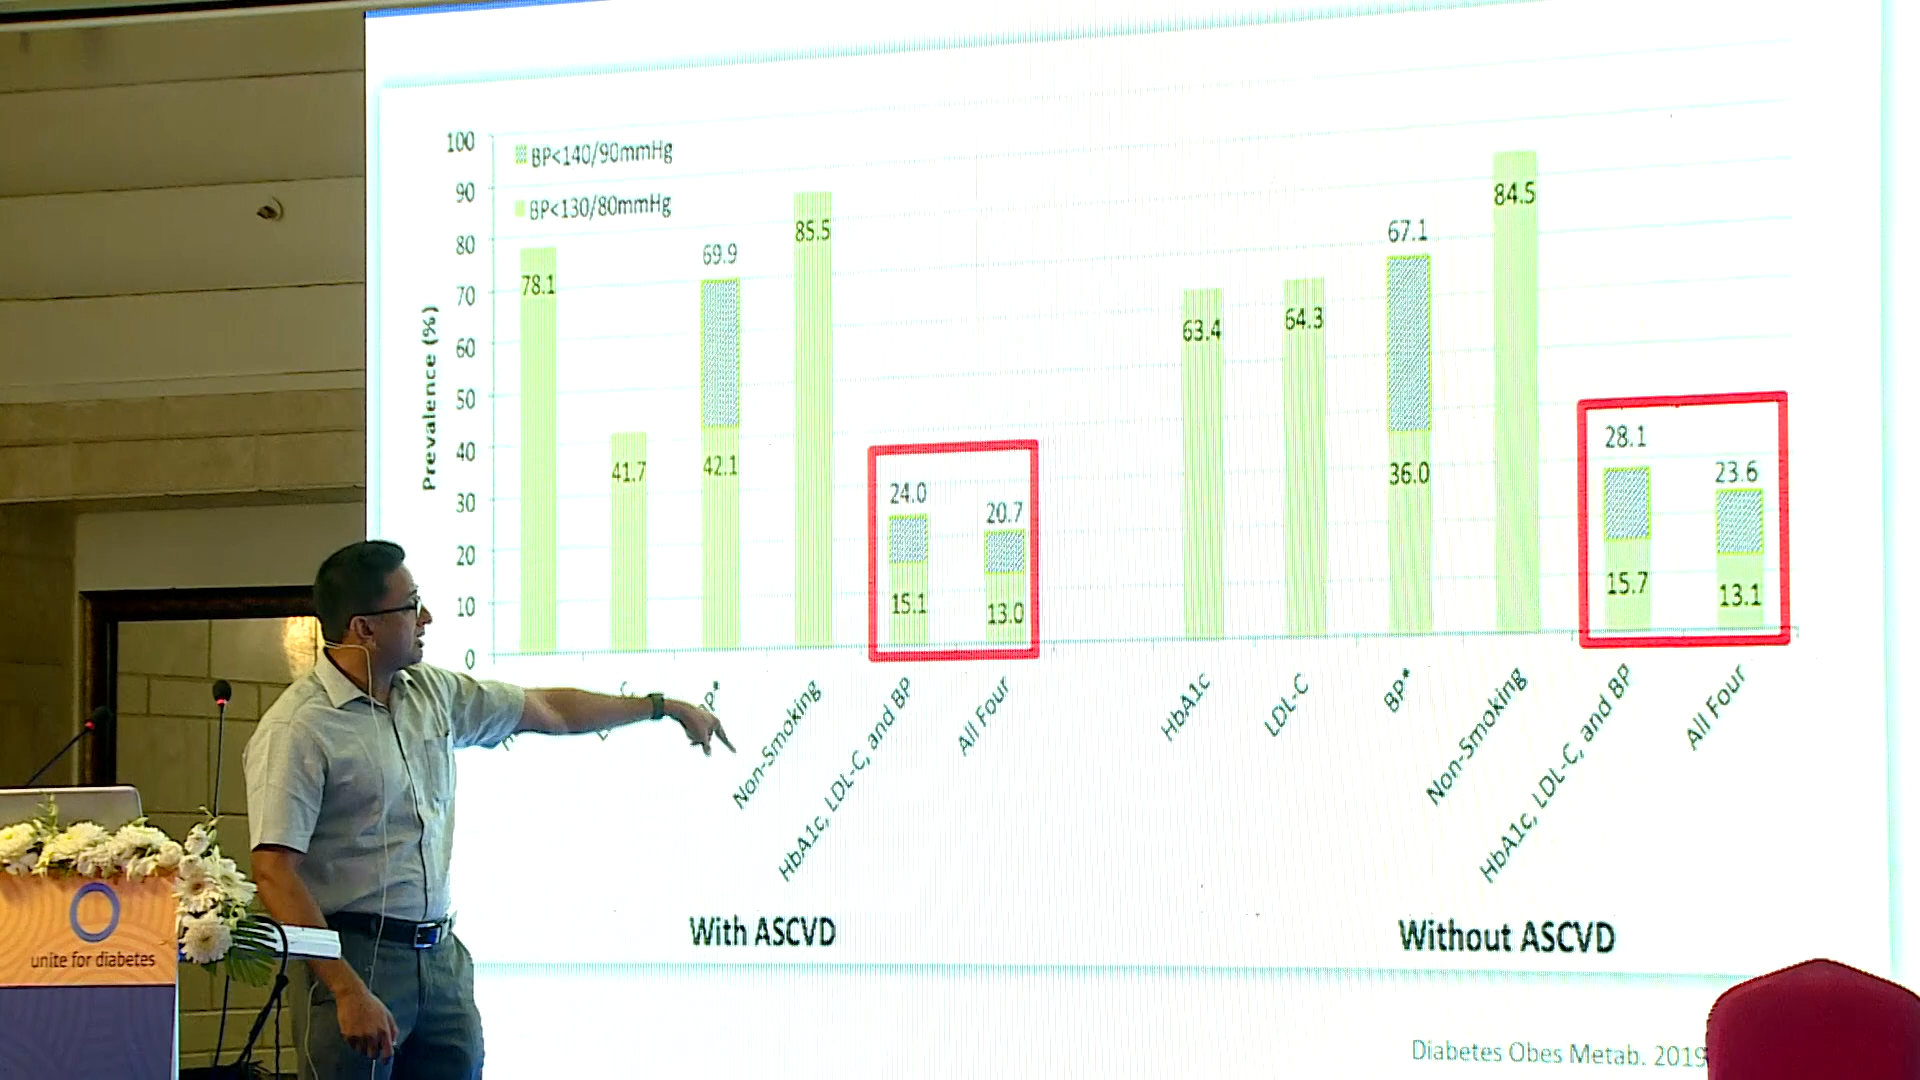 100
90
80
70
60
50
40
30
20
10
0
Prevalence (%)
BP<140/90mmHg
BP<130/80mmHg
78.1
41.7
69.9
42.1
85.5
24.0
15.1
20.7
13.0
63.4
64.3
67.1
36.0
84.5
28.1
15.7
23.6
13.1
Non-Smoking
HbA1c, LDL-C, and BP
All Four
HbA1c
LDL-C
BP*
Non-Smoking
HbA1c, LDL-C, and BP
All Four
With ASCVD
Without ASCVD
Diabetes Obes Metab. 2019
unite for diabetes